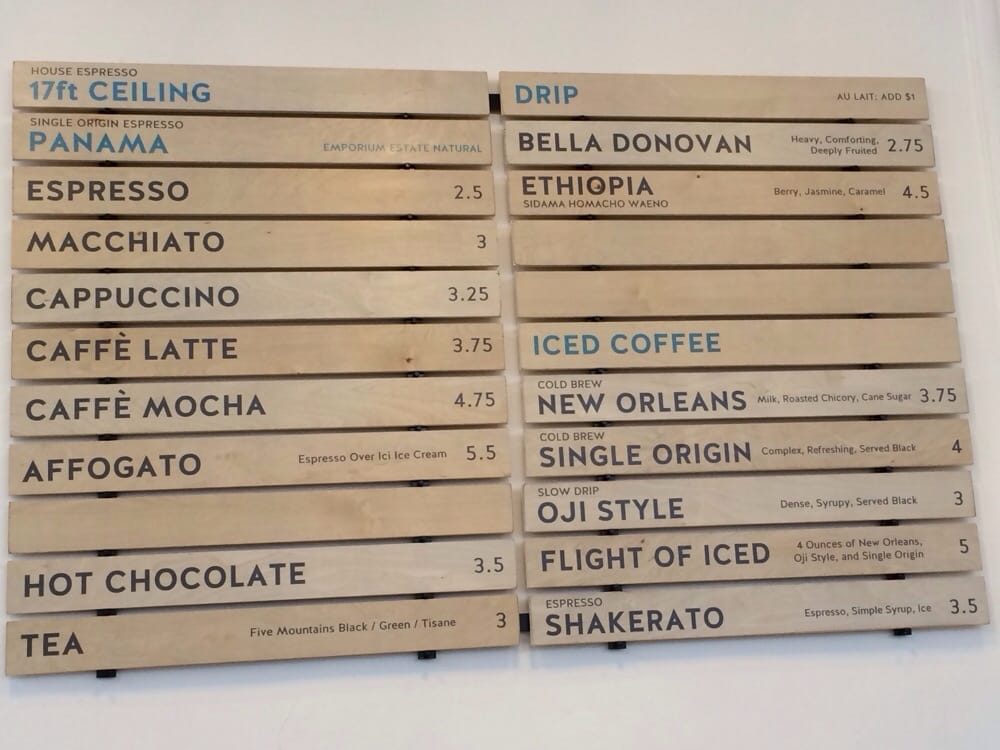 HOUSE ESPRESSO
17ft CEILING
SINGLE ORIGIN ESPRESSO
PANAMA EMPORIUM ESTATE NATURAL
ESPRESSO 2.5
MACCHIATO 3
CAPPUCCINO 3.25
CAFFÈ LATTE 3.75
CAFFÈ MOCHA 4.75
AFFOGATO Espresso Over Ici Ice Cream 5.5
HOT CHOCOLATE 3.5
TEA Five Mountains Black / Green / Tisane 3
DRIP AU LAIT: ADD $1
BELLA DONOVAN Heavy, Comforting,
Deeply Fruited 2.75
ETHIOPIA Berry, Jasmine, Caramel 4.5
SIDAMA HOMACHO WAENO
ICED COFFEE
COLD BREW
NEW ORLEANS Milk, Roasted Chicory, Cane Sugar 3.75
COLD BREW
SINGLE ORIGIN Complex, Refreshing, Served Black 4
SLOW DRIP
OJI STYLE Dense, Syrupy, Served Black 3
FLIGHT OF ICED 4 Ounces of New Orleans,
Oji Style, and Single Origin 5
ESPRESSO
SHAKERATO Espresso, Simple Syrup, Ice 3.5